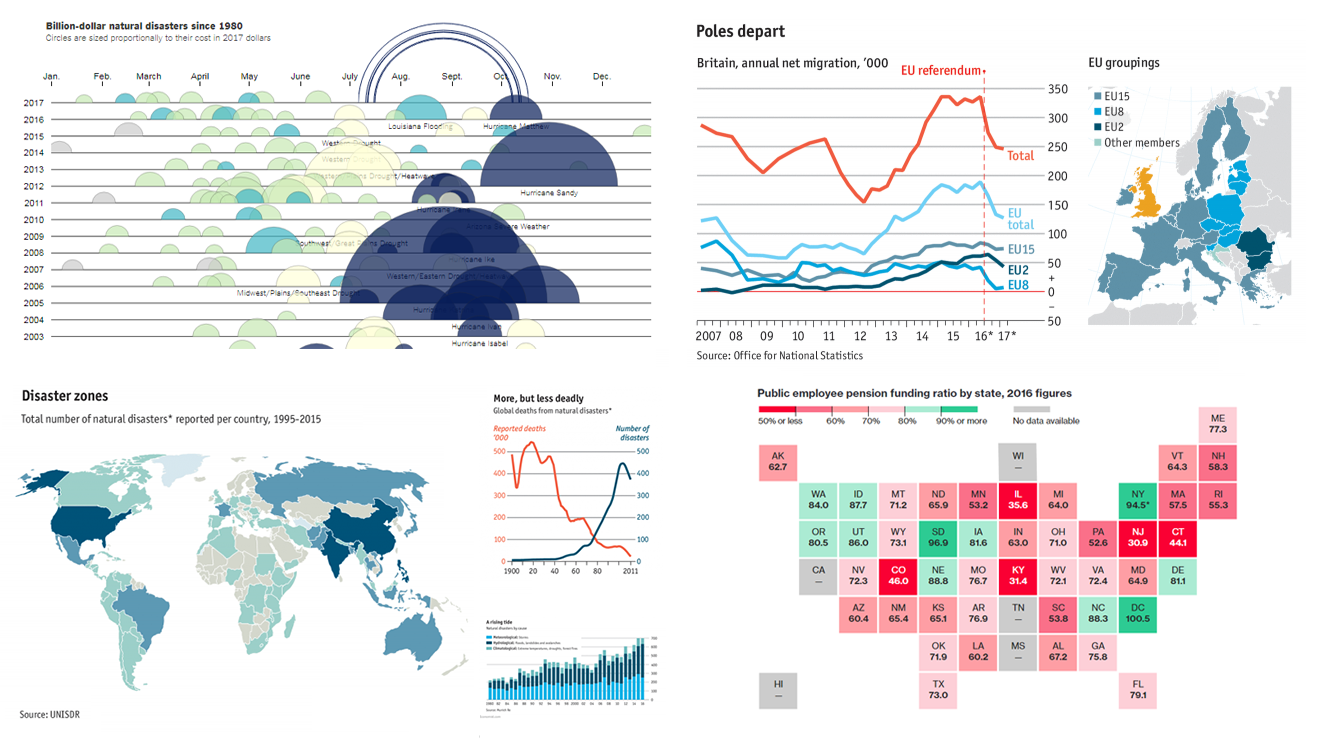 Billion-dollar natural disasters since 1980
Circles are sized proportionally to their cost in 2017 dollars
Jan. Feb. March April May June July Aug. Sept. Oct. Nov. Dec.
2017
2016
Louisiana Flooding Hurricane Matthew
2015
Western Drought
2014
Western Drought
2013
Western Drought/Heatwave
2012
Hurricane Sandy
2011
2010
2009
2008
Hurricane Ike
2007
2006
Midwest/Plains/Southeast Drought
2005
2004
Hurricane Ivan
2003
Hurricane Isabel
Poles depart
Britain, annual net migration, ’000
EU referendum
350
300
250
200
150
100
50
+
0
–
50
Total
EU total
EU15
EU2
EU8
2007 08 09 10 11 12 13 14 15 16* 17*
Source: Office for National Statistics
EU groupings
EU15
EU8
EU2
Other members
Disaster zones
Total number of natural disasters* reported per country, 1995-2015
Source: UNISDR
More, but less deadly
Global deaths from natural disasters*
Reported deaths ’000
Number of disasters
500 500
400 400
300 300
200 200
100 100
0 0
1900 20 40 60 80 2011
A rising tide
Natural disasters by cause
Public employee pension funding ratio by state, 2016 figures
50% or less 60% 70% 80% 90% or more No data available
ME
77.3
AK WI VT NH
62.7 — 64.3 58.3
WA ID MT ND MN IL MI NY MA RI
84.0 87.7 71.2 65.9 53.2 35.6 64.0 94.5* 57.5 55.3
OR UT WY SD IA IN OH PA NJ CT
80.5 86.0 73.1 96.9 81.6 63.0 71.0 52.6 30.9 44.1
CA NV CO NE MO KY WV VA MD DE
— 72.3 46.0 88.8 76.7 31.4 72.1 72.4 64.9 81.1
AZ NM KS AR TN SC NC DC
60.4 65.4 65.1 76.9 — 53.8 88.3 100.5
OK LA MS AL GA
71.9 60.2 — 67.2 75.8
HI TX FL
— 73.0 79.1